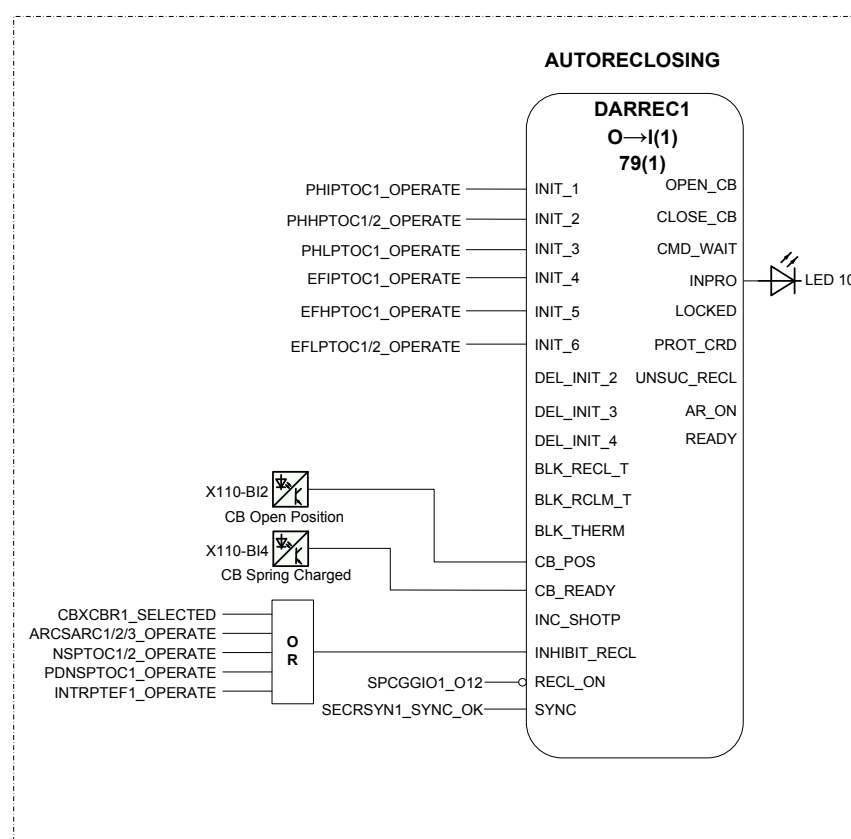 AUTORECLOSING
DARREC1
O→I(1)
79(1)
PHIPTOC1_OPERATE INIT_1 OPEN_CB
PHHPTOC1/2_OPERATE INIT_2 CLOSE_CB
PHLPTOC1_OPERATE INIT_3 CMD_WAIT
EFIPTOC1_OPERATE INIT_4 INPRO LED 10
EFHPTOC1_OPERATE INIT_5 LOCKED
EFLPTOC1/2_OPERATE INIT_6 PROT_CRD
DEL_INIT_2 UNSUC_RECL
DEL_INIT_3 AR_ON
DEL_INIT_4 READY
BLK_RECL_T
X110-BI2 BLK_RCLM_T
CB Open Position
BLK_THERM
X110-BI4 CB_POS
CB Spring Charged
CB_READY
CBXCBR1_SELECTED INC_SHOTP
ARCSARC1/2/3_OPERATE
NSPTOC1/2_OPERATE OR INHIBIT_RECL
PDNSPTOC1_OPERATE
INTRPTEF1_OPERATE
SPCGGIO1_O12 RECL_ON
SECRSYN1_SYNC_OK SYNC